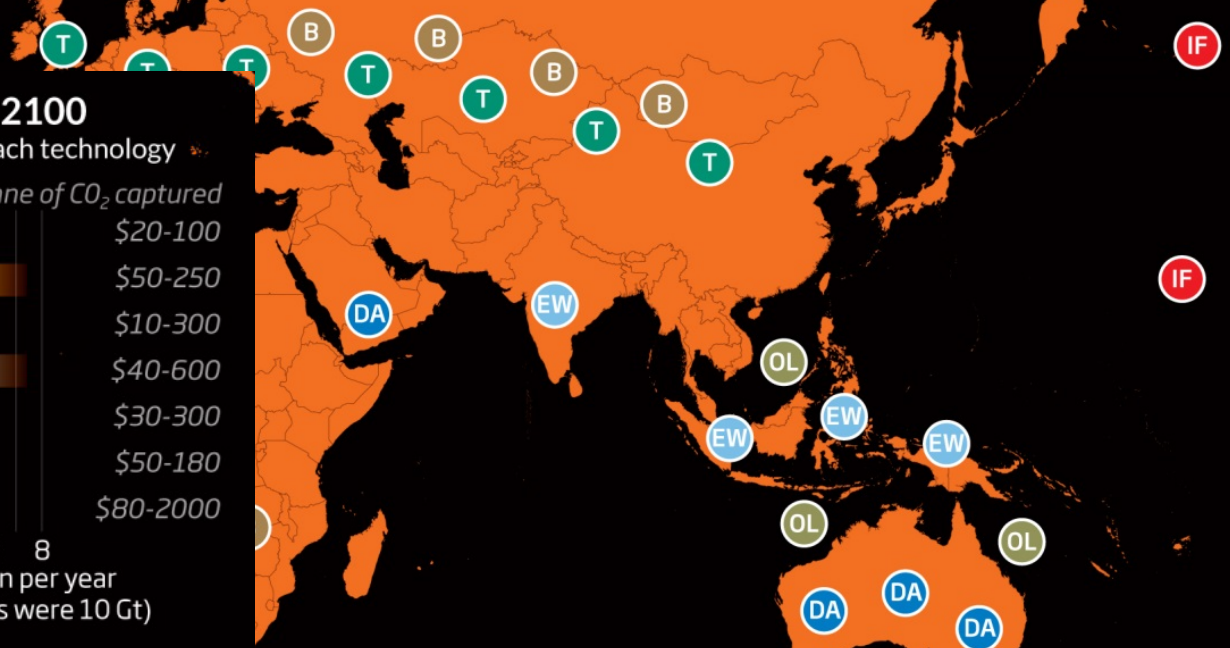 2100
ach technology
nne of CO₂ captured
$20-100
$50-250
$10-300
$40-600
$30-300
$50-180
$80-2000
8
n per year
s were 10 Gt)
T
T
T
B
T
B
T
B
T
B
T
IF
IF
DA
EW
OL
EW
EW
EW
OL
OL
DA
DA
DA